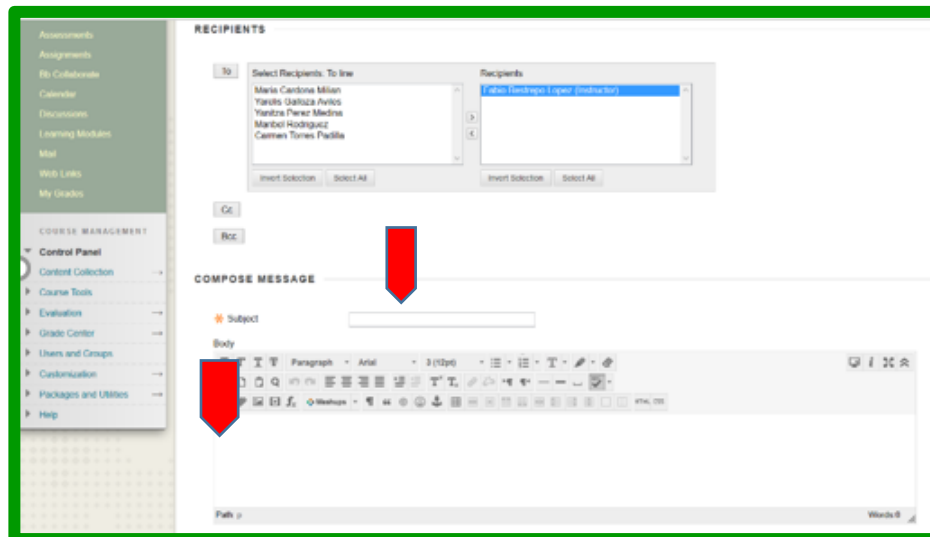 Assessments
Assignments
Bb Collaborate
Calendar
Discussions
Learning Modules
Mail
Web Links
My Grades
COURSE MANAGEMENT
Control Panel
Content Collection
Course Tools
Evaluation
Grade Center
Users and Groups
Customization
Packages and Utilities
Help
RECIPIENTS
To
Select Recipients: To line
Maria Cardona Milian
Yarelis Galloza Aviles
Yanitza Perez Medina
Maribel Rodriguez
Carmen Torres Padilla
Invert Selection Select All
Recipients
Fabio Restrepo Lopez (Instructor)
Invert Selection Select All
Cc
Bcc
COMPOSE MESSAGE
Subject
Body
Paragraph Arial 3 (12pt)
Mashups HTML CSS
Path: p Words:0